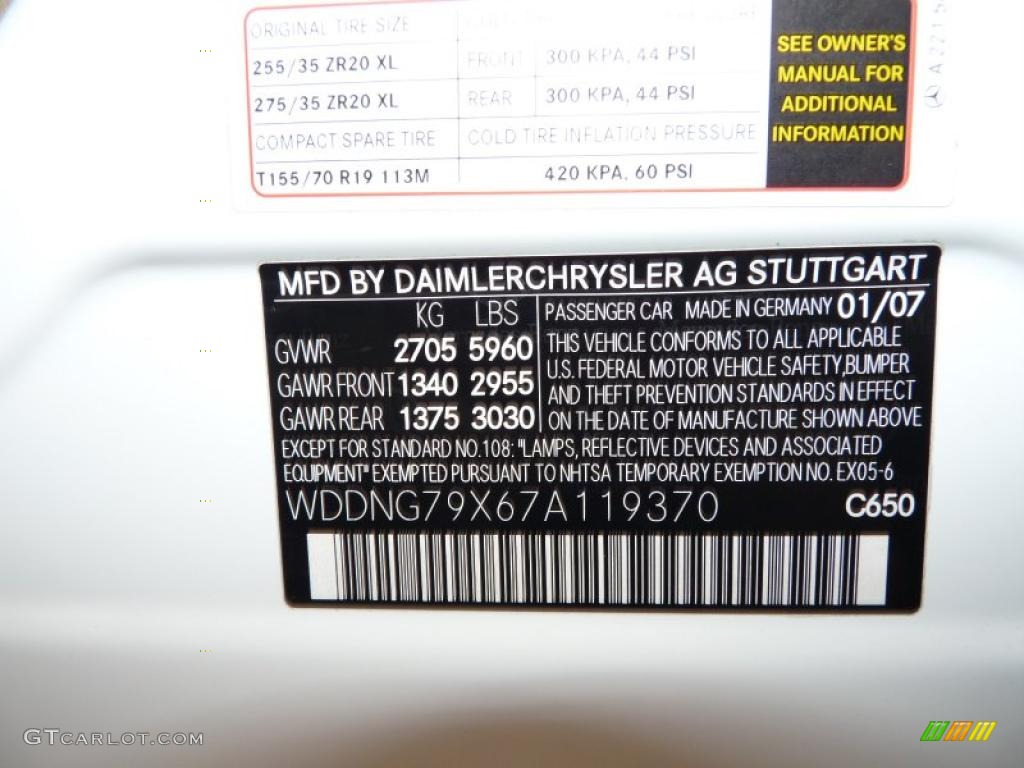 ORIGINAL TIRE SIZE
255/35 ZR20 XL FRONT 300 KPA, 44 PSI
275/35 ZR20 XL REAR 300 KPA, 44 PSI
COMPACT SPARE TIRE COLD TIRE INFLATION PRESSURE
T155/70 R19 113M 420 KPA, 60 PSI
SEE OWNER'S
MANUAL FOR
ADDITIONAL
INFORMATION
MFD BY DAIMLERCHRYSLER AG STUTTGART
KG LBS
GVWR 2705 5960
GAWR FRONT 1340 2955
GAWR REAR 1375 3030
PASSENGER CAR MADE IN GERMANY 01/07
THIS VEHICLE CONFORMS TO ALL APPLICABLE
U.S. FEDERAL MOTOR VEHICLE SAFETY, BUMPER
AND THEFT PREVENTION STANDARDS IN EFFECT
ON THE DATE OF MANUFACTURE SHOWN ABOVE
EXCEPT FOR STANDARD NO. 108: "LAMPS, REFLECTIVE DEVICES AND ASSOCIATED
EQUIPMENT" EXEMPTED PURSUANT TO NHTSA TEMPORARY EXEMPTION NO. EX05-6
WDDNG79X67A119370 C650
GTCARLOT.COM